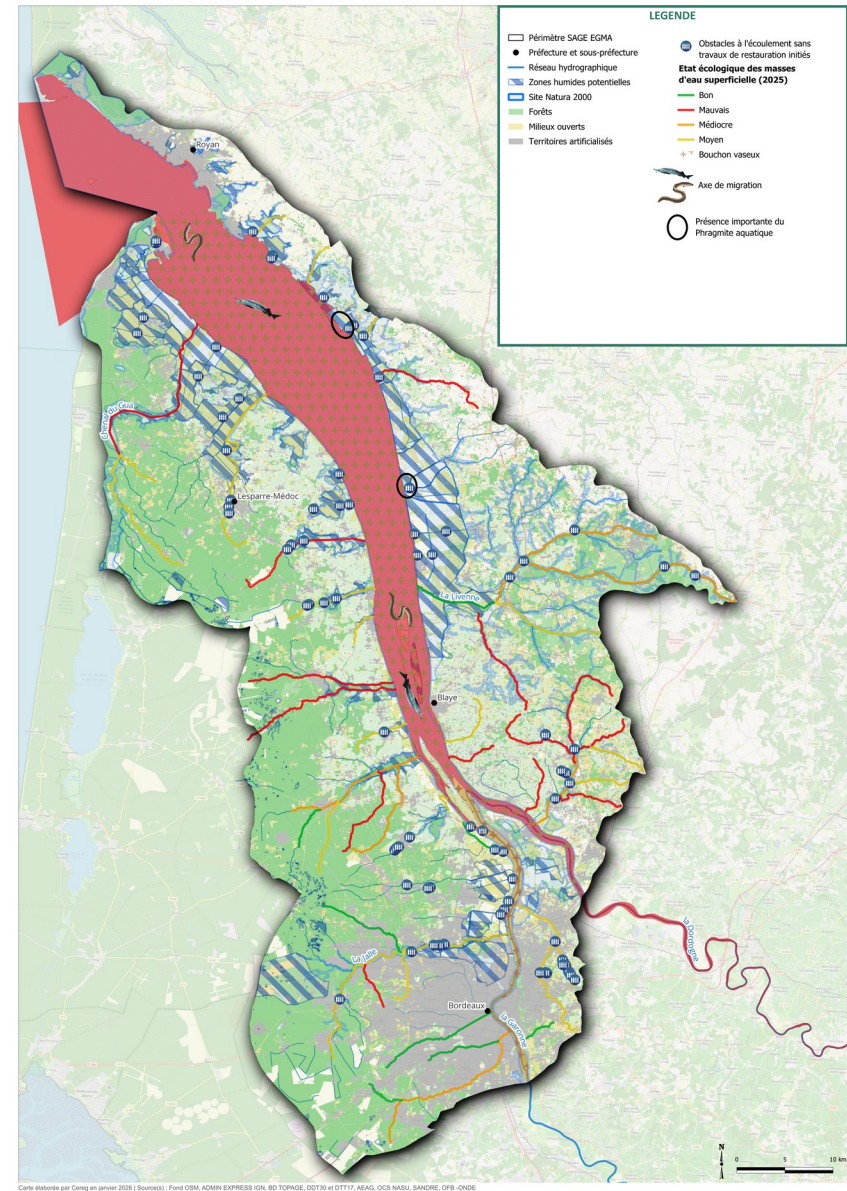 LEGENDE
Périmètre SAGE EGMA
Préfecture et sous-préfecture
Réseau hydrographique
Zones humides potentielles
Site Natura 2000
Forêts
Milieux ouverts
Territoires artificialisés
Obstacles à l'écoulement sans
travaux de restauration initiés
Etat écologique des masses
d'eau superficielle (2025)
Bon
Mauvais
Médiocre
Moyen
Bouchon vaseux
Axe de migration
Présence importante du
Phragmite aquatique
Royan
Chenal du Gua
Lesparre-Médoc
La Livenne
Blaye
La Dordogne
La Jalle
Bordeaux
La Garonne
N
0 5 10 km
Carte élaborée par Cereg en janvier 2026 | Source(s) : Fond OSM, ADMIN EXPRESS IGN, BD TOPAGE, DDT30 et DTT17, AEAG, OCS NASU, SANDRE, OFB -ONDE